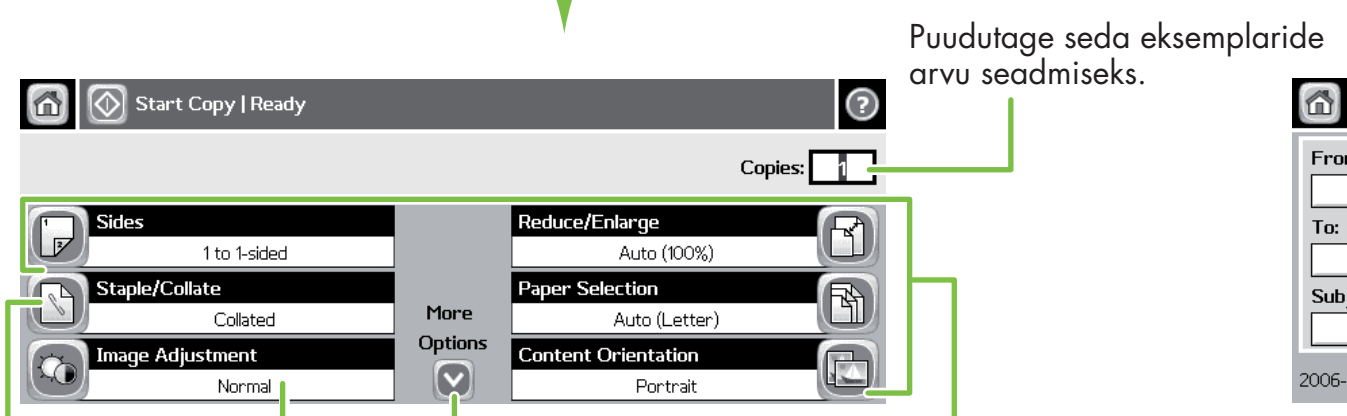 Puudutage seda eksemplaride
arvu seadmiseks.
Start Copy | Ready
?
Copies: 1
Sides
1 to 1-sided
Staple/Collate
Collated
Image Adjustment
Normal
More
Options
Reduce/Enlarge
Auto (100%)
Paper Selection
Auto (Letter)
Content Orientation
Portrait
To:
2006-